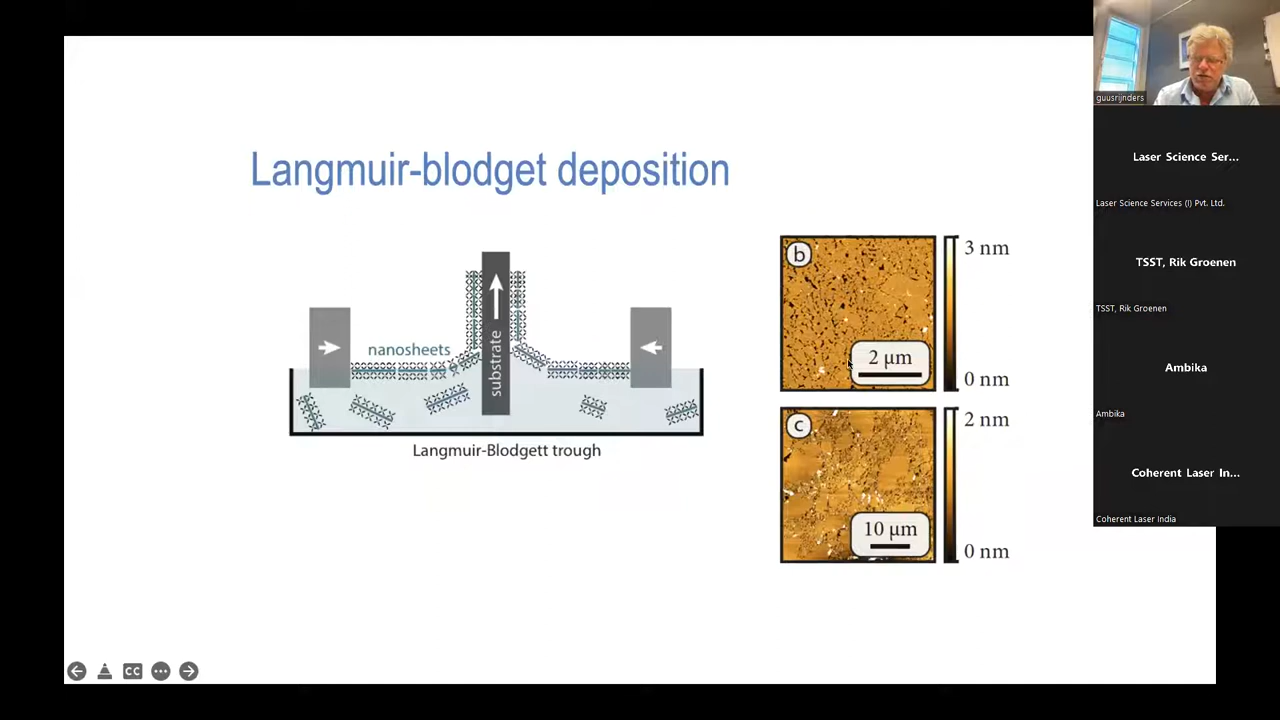 Langmuir-blodget deposition
nanosheets
substrate
Langmuir-Blodgett trough
b
2 µm
3 nm
0 nm
c
10 µm
2 nm
0 nm
CC
guusrijnders
Laser Science Ser...
Laser Science Services (I) Pvt. Ltd.
TSST, Rik Groenen
TSST, Rik Groenen
Ambika
Ambika
Coherent Laser In...
Coherent Laser India